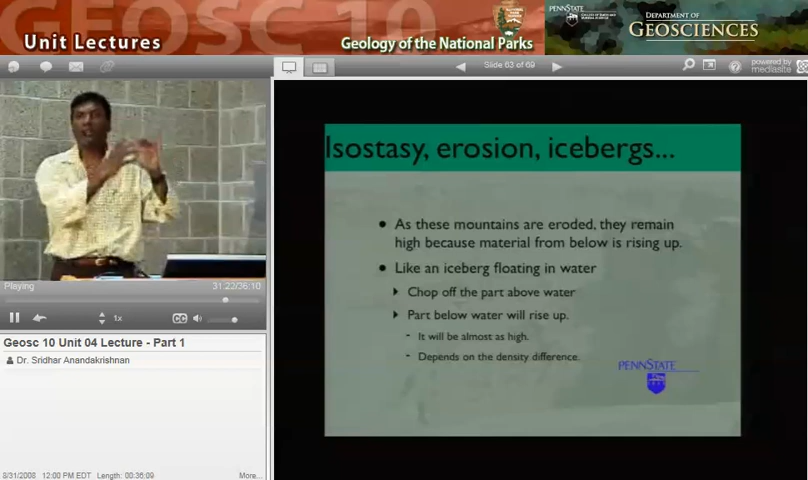 GEOSC 10
Unit Lectures
Geology of the National Parks
PENNSTATE
DEPARTMENT OF
GEOSCIENCES
Slide 63 of 69
powered by
mediasite
Isostasy, erosion, icebergs...
As these mountains are eroded, they remain
high because material from below is rising up.
Like an iceberg floating in water
Chop off the part above water
Part below water will rise up.
- It will be almost as high.
- Depends on the density difference.
PENNSTATE
Playing
31:22/36:10
1x
CC
Geosc 10 Unit 04 Lecture - Part 1
Dr. Sridhar Anandakrishnan
8/31/2008 12:00 PM EDT Length: 00:36:09
More...